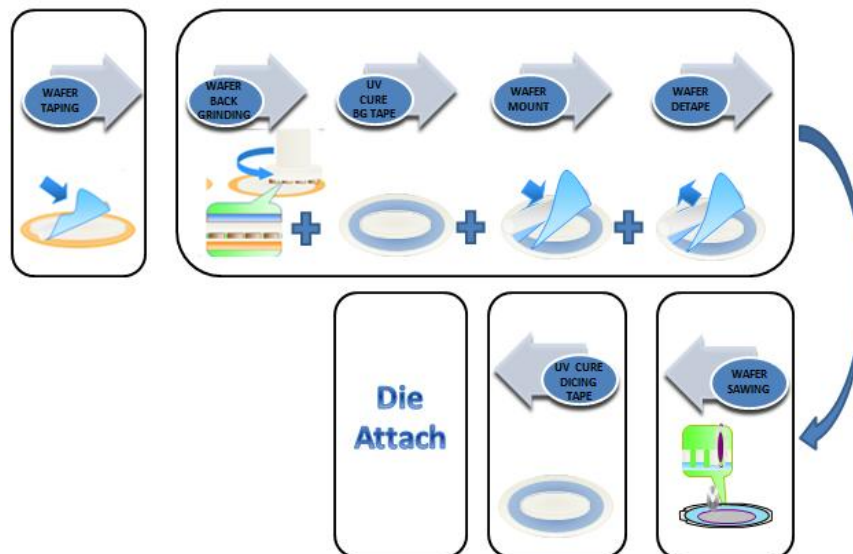 WAFER
TAPING
WAFER
BACK
GRINDING
UV
CURE
BG TAPE
WAFER
MOUNT
WAFER
DETAPE
WAFER
SAWING
UV CURE
DICING
TAPE
Die
Attach